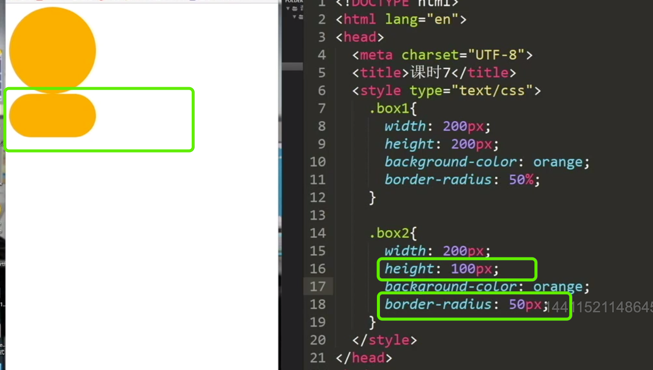 1 <!DOCTYPE html>
2 <html lang="en">
3 <head>
4 <meta charset="UTF-8">
5 <title>课时7</title>
6 <style type="text/css">
7 .box1{
8 width: 200px;
9 height: 200px;
10 background-color: orange;
11 border-radius: 50%;
12 }
13
14 .box2{
15 width: 200px;
16 height: 100px;
17 background-color: orange;
18 border-radius: 50px;
19 }
20 </style>
21 </head>